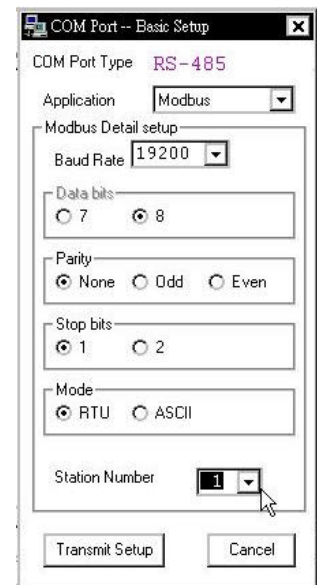 COM Port -- Basic Setup
COM Port Type RS-485
Application Modbus
Modbus Detail setup
Baud Rate 19200
Data bits
7 8
Parity
None Odd Even
Stop bits
1 2
Mode
RTU ASCII
Station Number 1
Transmit Setup Cancel